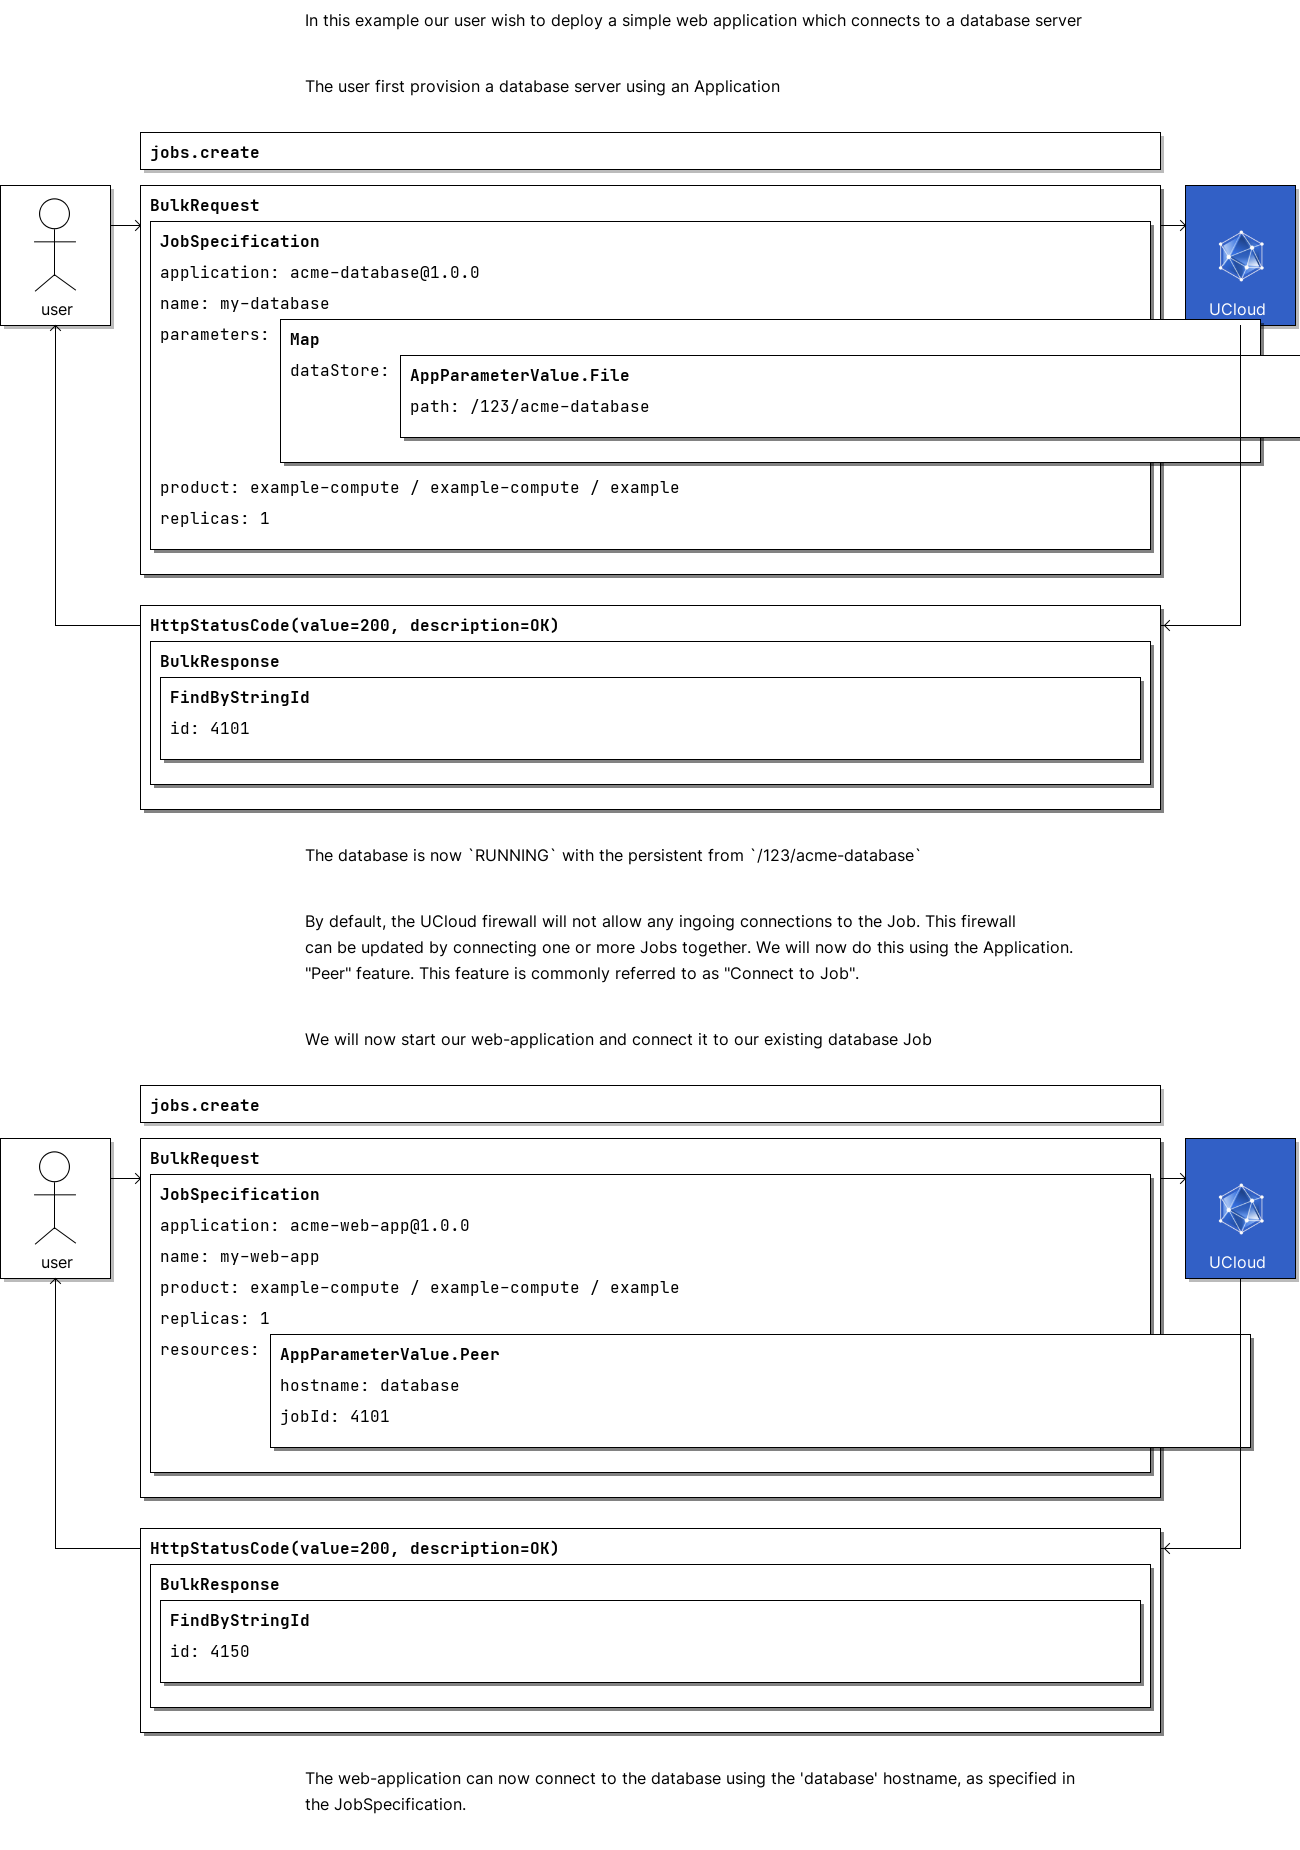 In this example our user wish to deploy a simple web application which connects to a database server
The user first provision a database server using an Application
jobs.create
user
BulkRequest
JobSpecification
application: acme-database@1.0.0
name: my-database
parameters:
Map
dataStore:
AppParameterValue.File
path: /123/acme-database
product: example-compute / example-compute / example
replicas: 1
UCloud
HttpStatusCode(value=200, description=OK)
BulkResponse
FindByStringId
id: 4101
The database is now `RUNNING` with the persistent from `/123/acme-database`
By default, the UCloud firewall will not allow any ingoing connections to the Job. This firewall
can be updated by connecting one or more Jobs together. We will now do this using the Application.
"Peer" feature. This feature is commonly referred to as "Connect to Job".
We will now start our web-application and connect it to our existing database Job
jobs.create
user
BulkRequest
JobSpecification
application: acme-web-app@1.0.0
name: my-web-app
product: example-compute / example-compute / example
replicas: 1
resources:
AppParameterValue.Peer
hostname: database
jobId: 4101
UCloud
HttpStatusCode(value=200, description=OK)
BulkResponse
FindByStringId
id: 4150
The web-application can now connect to the database using the 'database' hostname, as specified in
the JobSpecification.